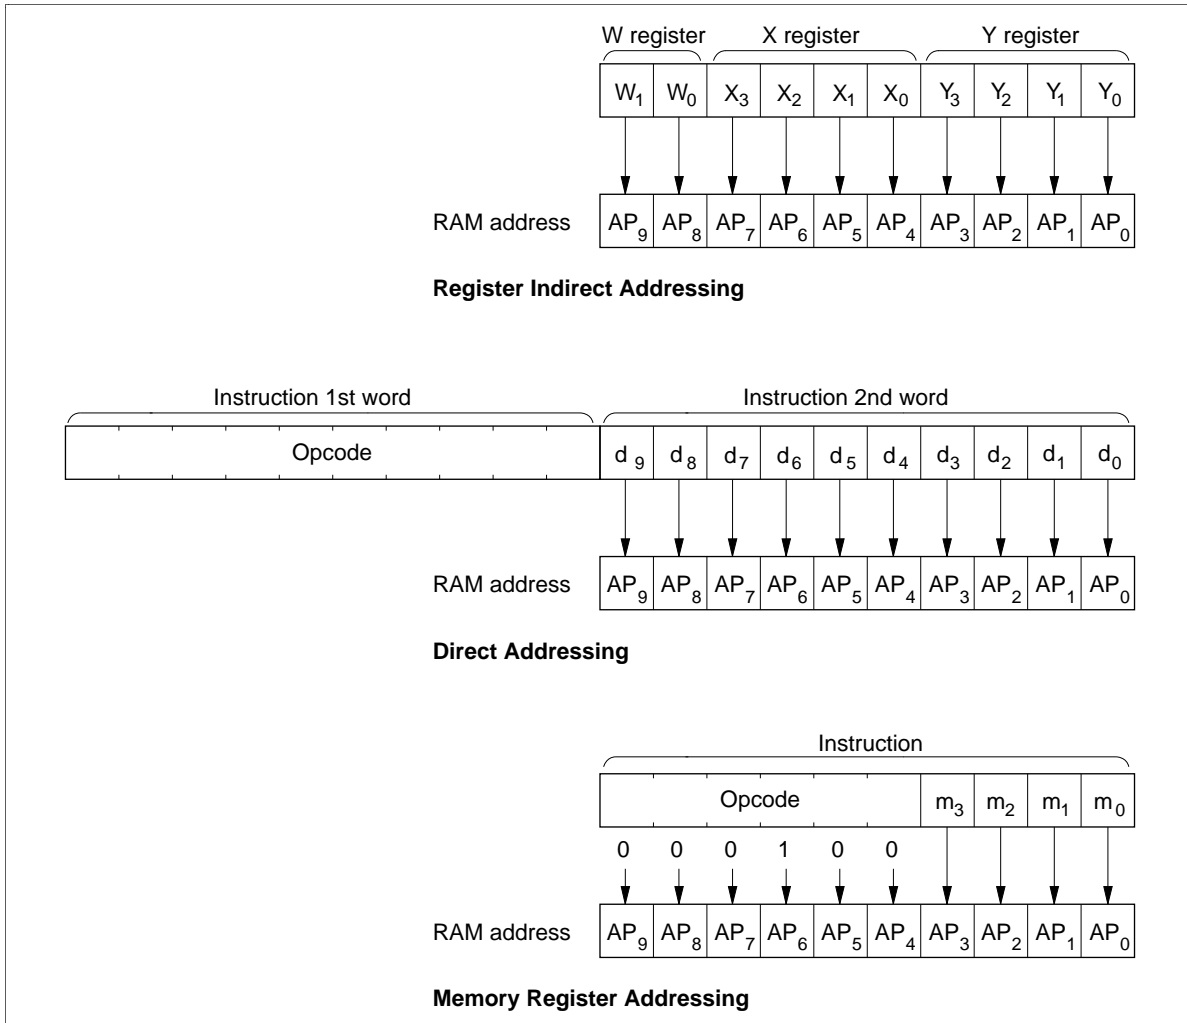 W register X register Y register
W1 W0 X3 X2 X1 X0 Y3 Y2 Y1 Y0
RAM address AP9 AP8 AP7 AP6 AP5 AP4 AP3 AP2 AP1 AP0
Register Indirect Addressing
Instruction 1st word Instruction 2nd word
Opcode d9 d8 d7 d6 d5 d4 d3 d2 d1 d0
RAM address AP9 AP8 AP7 AP6 AP5 AP4 AP3 AP2 AP1 AP0
Direct Addressing
Instruction
Opcode m3 m2 m1 m0
0 0 0 1 0 0
RAM address AP9 AP8 AP7 AP6 AP5 AP4 AP3 AP2 AP1 AP0
Memory Register Addressing